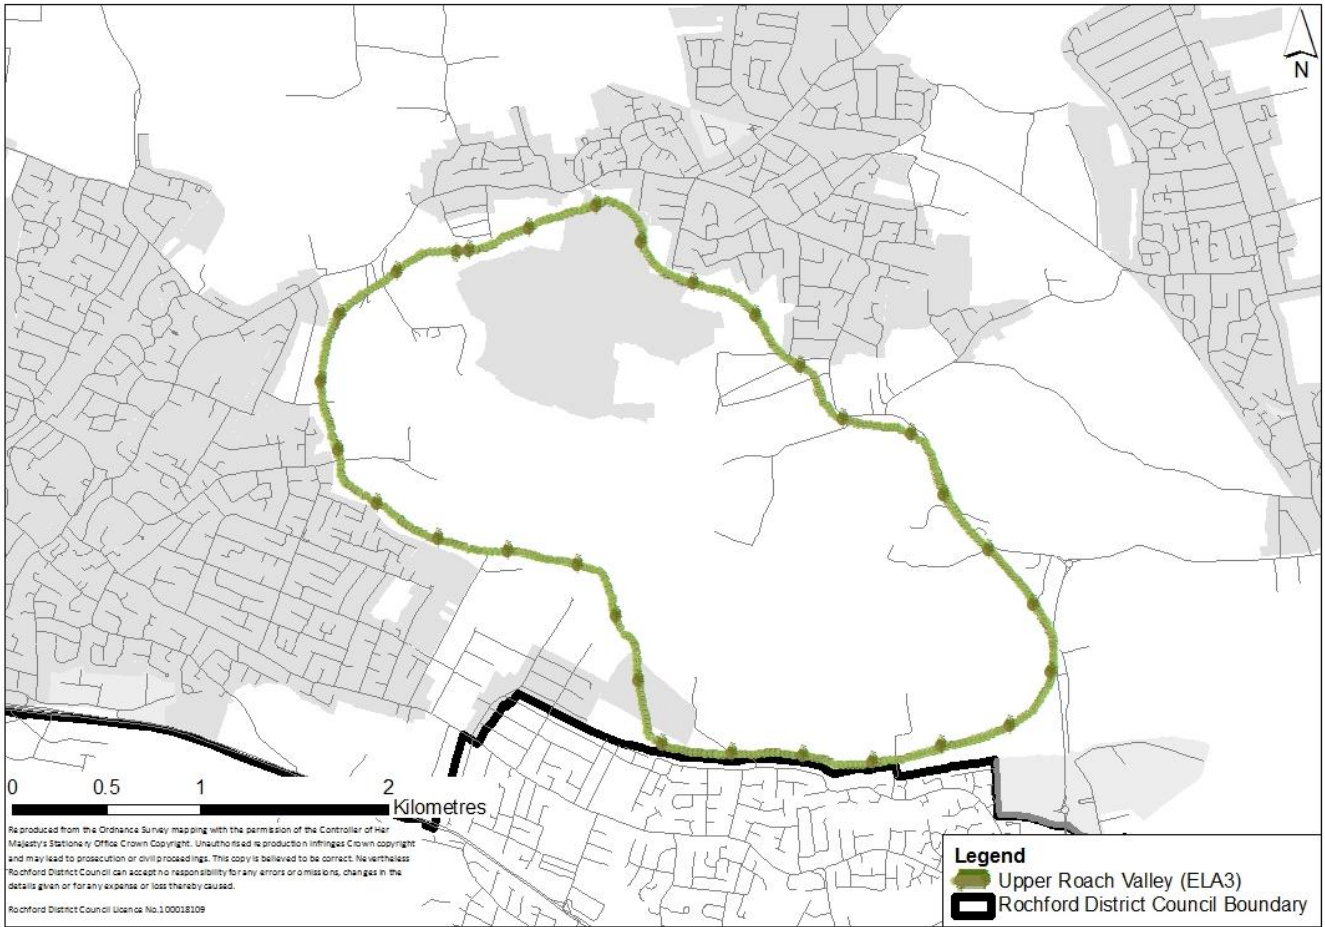 N
0 0.5 1 2
Kilometres
Reproduced from the Ordnance Survey mapping with the permission of the Controller of Her
Majesty's Stationery Office Crown Copyright. Unauthorised reproduction infringes Crown copyright
and may lead to prosecution or civil proceedings. This copy is believed to be correct. Nevertheless
Rochford District Council can accept no responsibility for any errors or omissions, changes in the
details given or for any expense or loss thereby caused.
Rochford District Council Licence No.100018109
Legend
Upper Roach Valley (ELA3)
Rochford District Council Boundary